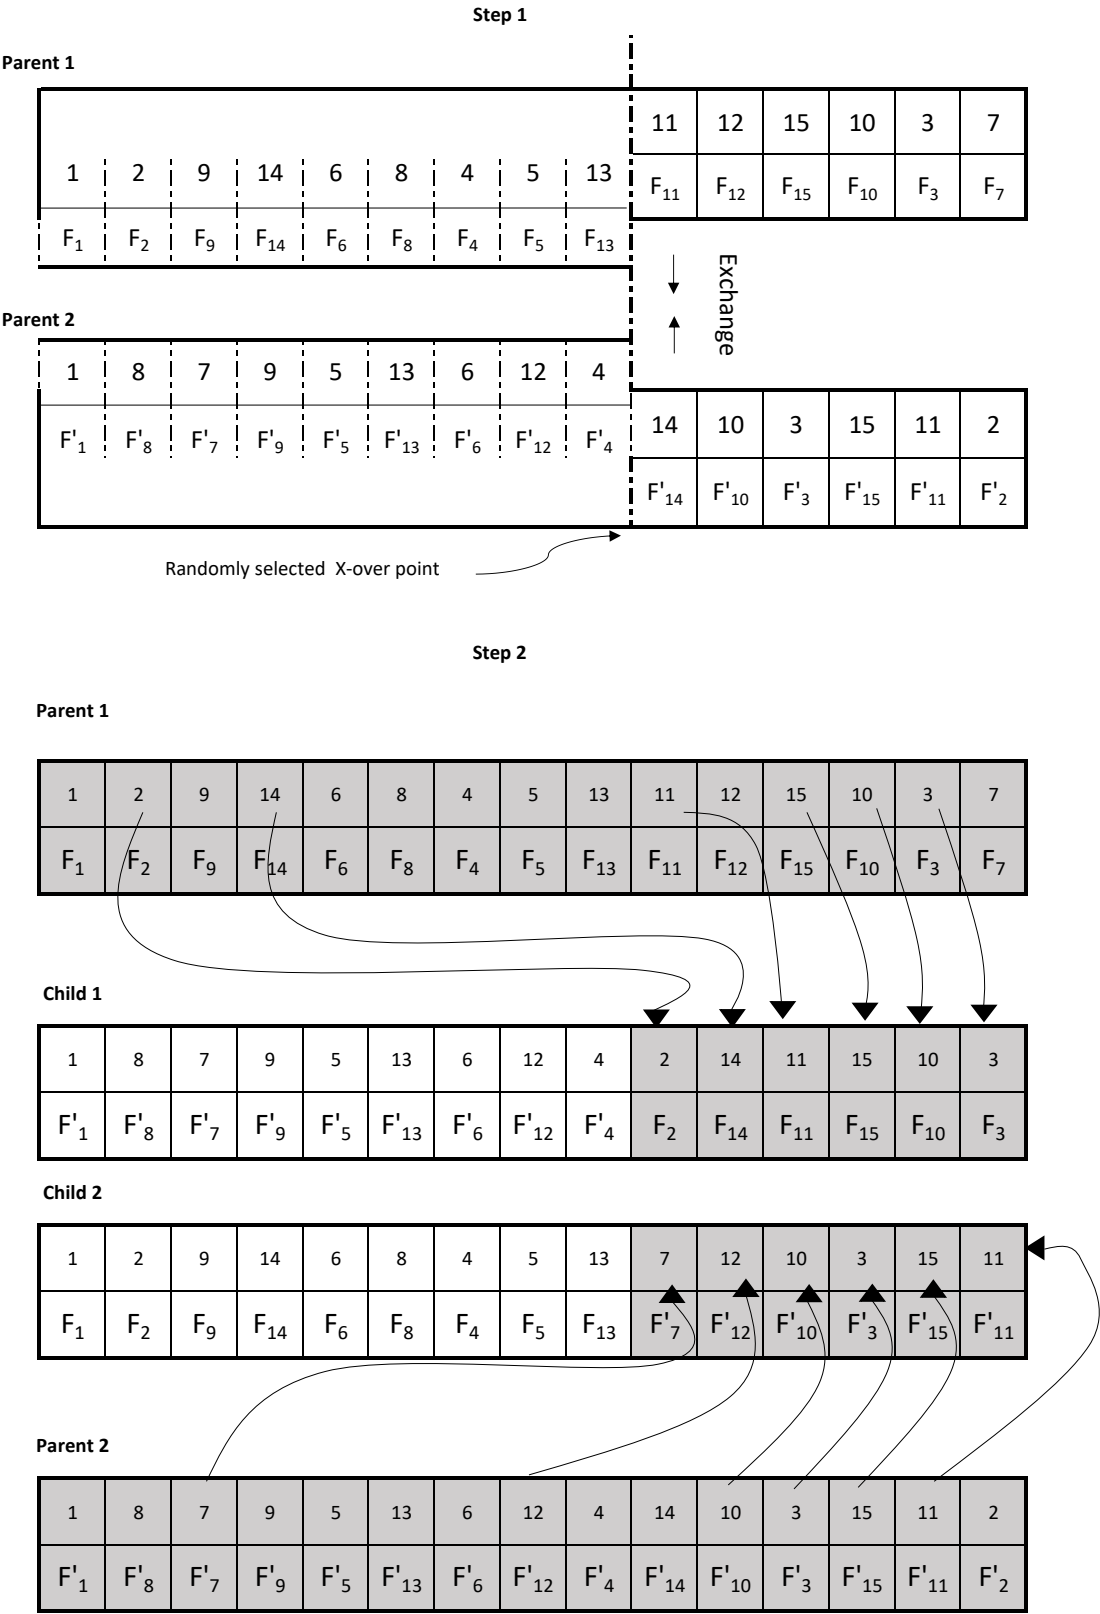 Step 1
Parent 1
11 12 15 10 3 7
1 2 9 14 6 8 4 5 13
F11 F12 F15 F10 F3 F7
F1 F2 F9 F14 F6 F8 F4 F5 F13
Exchange
Parent 2
1 8 7 9 5 13 6 12 4
14 10 3 15 11 2
F'1 F'8 F'7 F'9 F'5 F'13 F'6 F'12 F'4
F'14 F'10 F'3 F'15 F'11 F'2
Randomly selected X-over point
Step 2
Parent 1
1 2 9 14 6 8 4 5 13 11 12 15 10 3 7
F1 F2 F9 F14 F6 F8 F4 F5 F13 F11 F12 F15 F10 F3 F7
Child 1
1 8 7 9 5 13 6 12 4 2 14 11 15 10 3
F'1 F'8 F'7 F'9 F'5 F'13 F'6 F'12 F'4 F2 F14 F11 F15 F10 F3
Child 2
1 2 9 14 6 8 4 5 13 7 12 10 3 15 11
F1 F2 F9 F14 F6 F8 F4 F5 F13 F'7 F'12 F'10 F'3 F'15 F'11
Parent 2
1 8 7 9 5 13 6 12 4 14 10 3 15 11 2
F'1 F'8 F'7 F'9 F'5 F'13 F'6 F'12 F'4 F'14 F'10 F'3 F'15 F'11 F'2